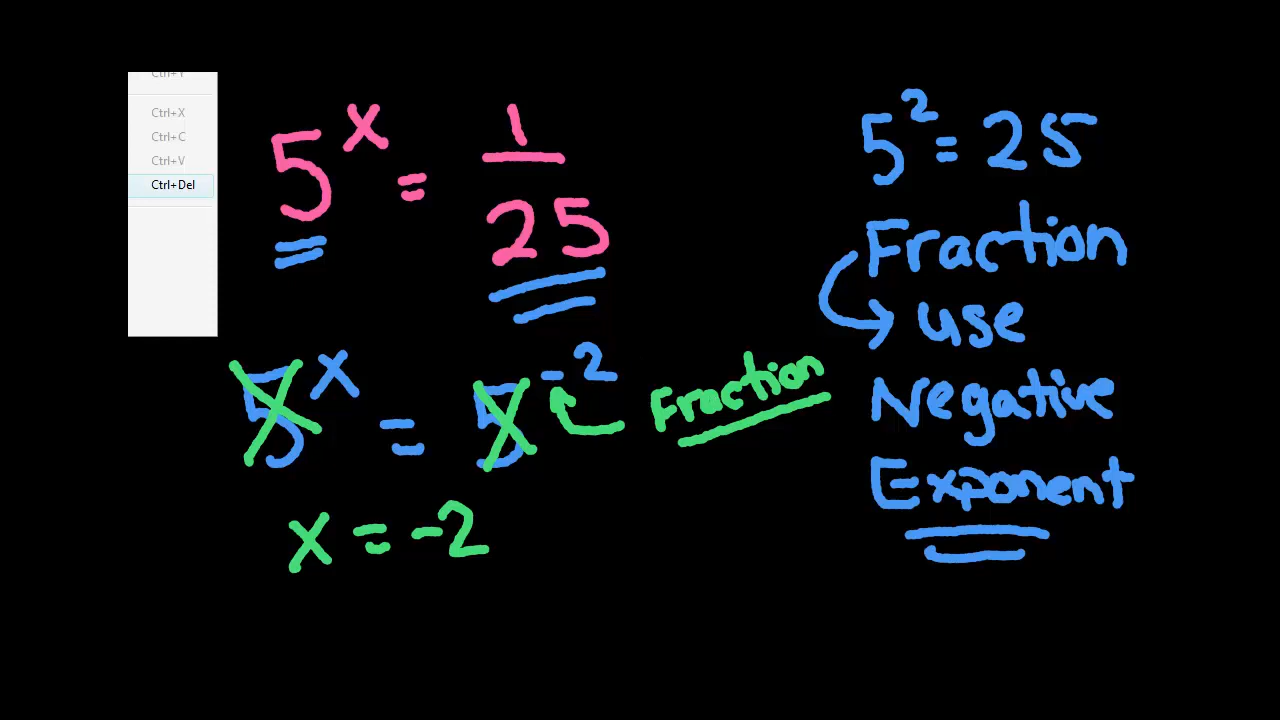 Ctrl+Y
Ctrl+X
Ctrl+C
Ctrl+V
Ctrl+Del
5^x = 1/25
5^x = 5^-2
Fraction
x = -2
5^2 = 25
Fraction
use
Negative
Exponent